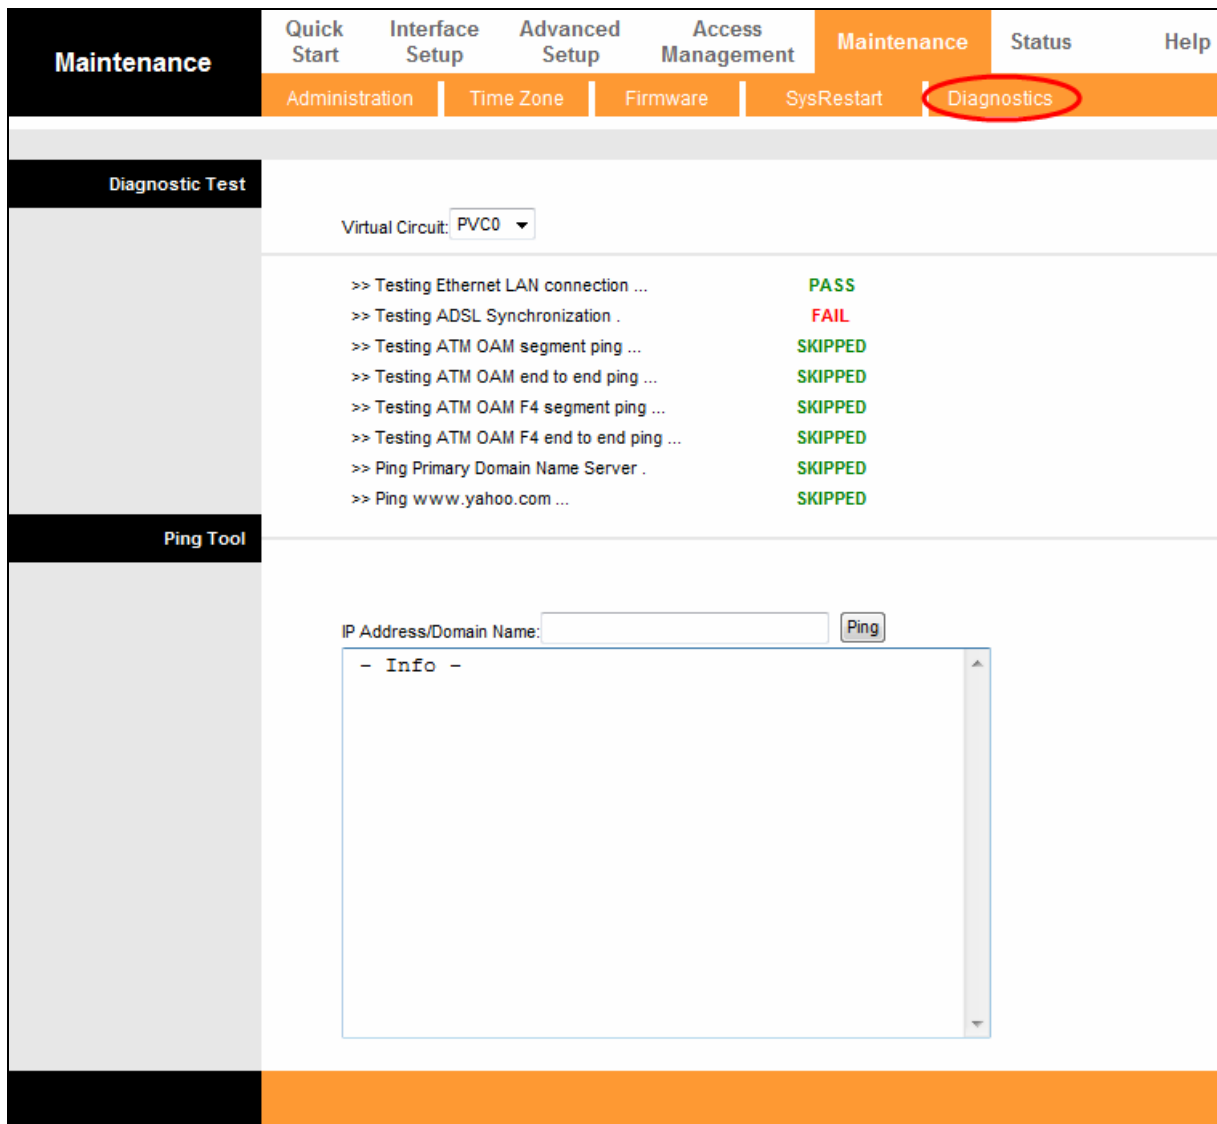 Maintenance
Quick Start
Interface Setup
Advanced Setup
Access Management
Maintenance
Status
Help
Administration
Time Zone
Firmware
SysRestart
Diagnostics
Diagnostic Test
Virtual Circuit: PVC0
>> Testing Ethernet LAN connection ... PASS
>> Testing ADSL Synchronization . FAIL
>> Testing ATM OAM segment ping ... SKIPPED
>> Testing ATM OAM end to end ping ... SKIPPED
>> Testing ATM OAM F4 segment ping ... SKIPPED
>> Testing ATM OAM F4 end to end ping ... SKIPPED
>> Ping Primary Domain Name Server . SKIPPED
>> Ping www.yahoo.com ... SKIPPED
Ping Tool
IP Address/Domain Name: Ping
- Info -